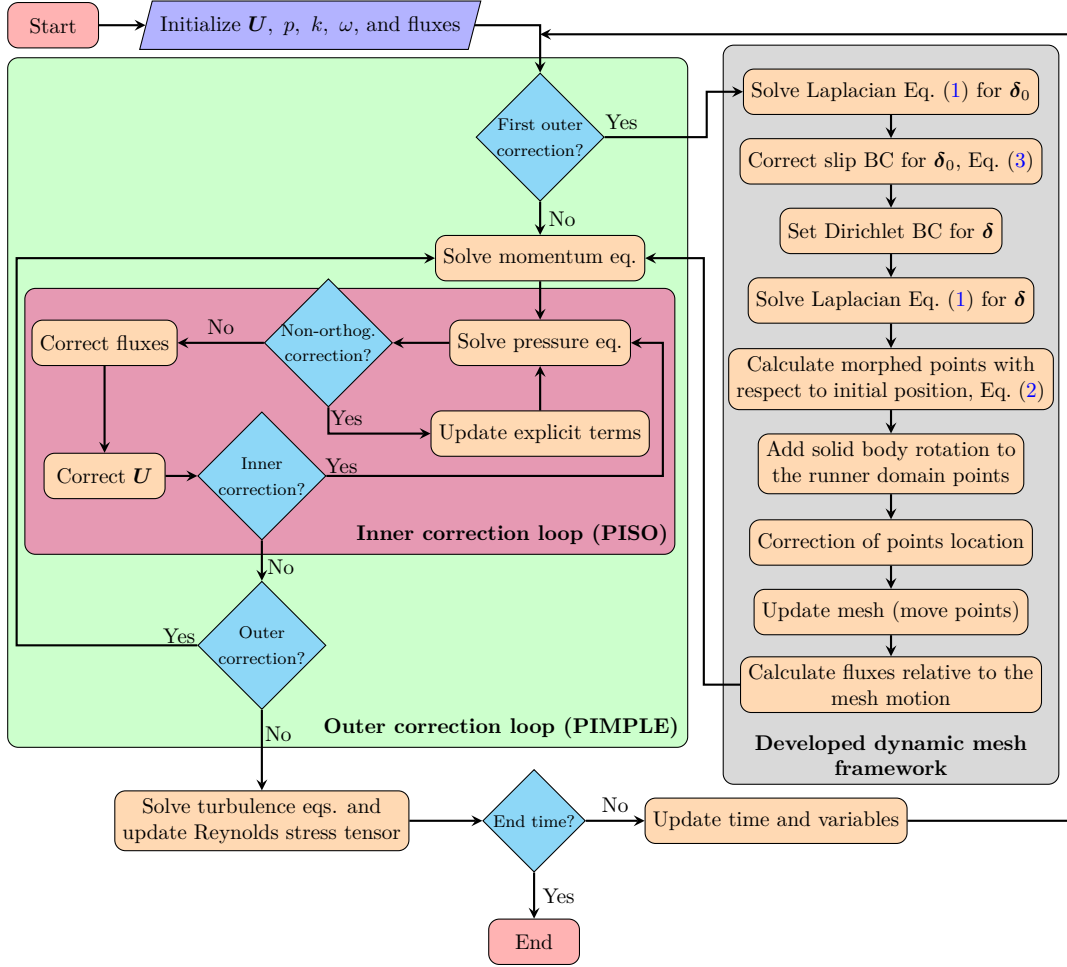 Start
Initialize U, p, k, ω, and fluxes
First outer
correction?
Yes
No
Solve momentum eq.
Non-orthog.
correction?
No
Yes
Solve pressure eq.
Correct fluxes
Update explicit terms
Correct U
Inner
correction?
Yes
Inner correction loop (PISO)
No
Outer
correction?
Yes
No
Outer correction loop (PIMPLE)
Solve Laplacian Eq. (1) for δ₀
Correct slip BC for δ₀, Eq. (3)
Set Dirichlet BC for δ
Solve Laplacian Eq. (1) for δ
Calculate morphed points with
respect to initial position, Eq. (2)
Add solid body rotation to
the runner domain points
Correction of points location
Update mesh (move points)
Calculate fluxes relative to the
mesh motion
Developed dynamic mesh
framework
Solve turbulence eqs. and
update Reynolds stress tensor
End time?
No
Update time and variables
Yes
End